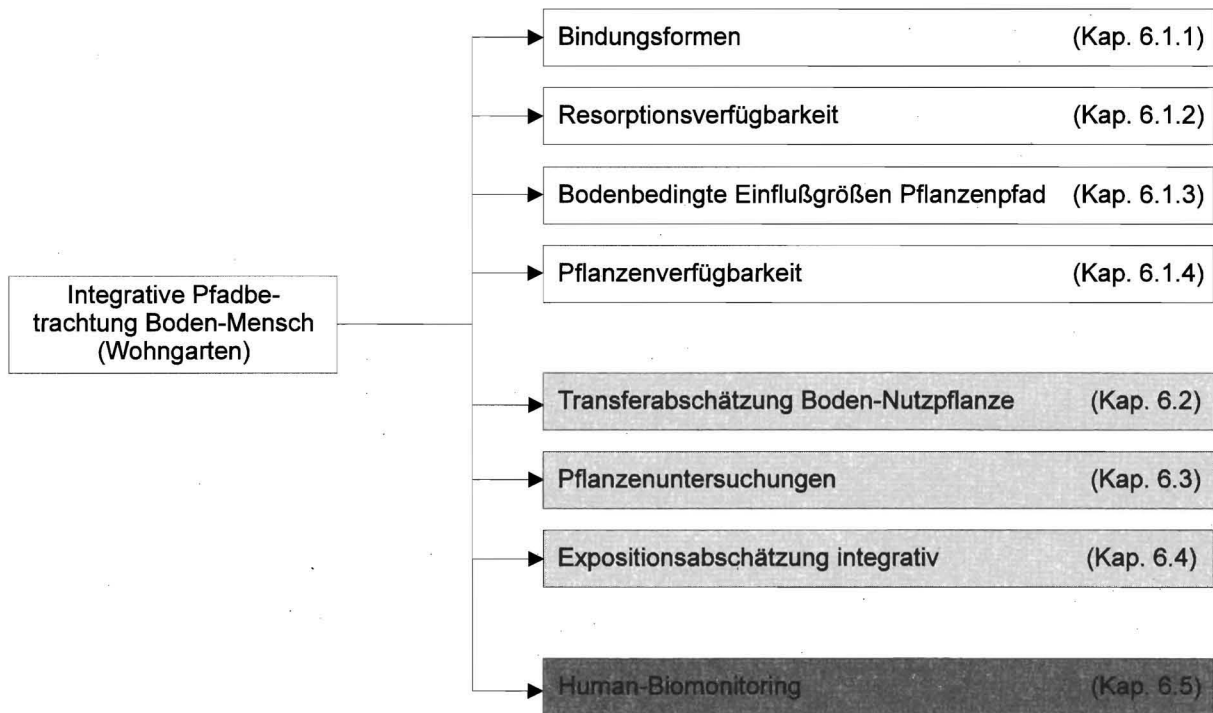 Bindungsformen (Kap. 6.1.1)
Resorptionsverfügbarkeit (Kap. 6.1.2)
Bodenbedingte Einflußgrößen Pflanzenpfad (Kap. 6.1.3)
Pflanzenverfügbarkeit (Kap. 6.1.4)
Integrative Pfadbe-
trachtung Boden-Mensch
(Wohngarten)
Transferabschätzung Boden-Nutzpflanze (Kap. 6.2)
Pflanzenuntersuchungen (Kap. 6.3)
Expositionsabschätzung integrativ (Kap. 6.4)
Human-Biomonitoring (Kap. 6.5)